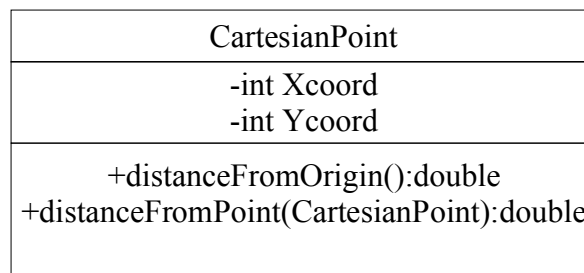 CartesianPoint
-int Xcoord
-int Ycoord
+distanceFromOrigin():double
+distanceFromPoint(CartesianPoint):double